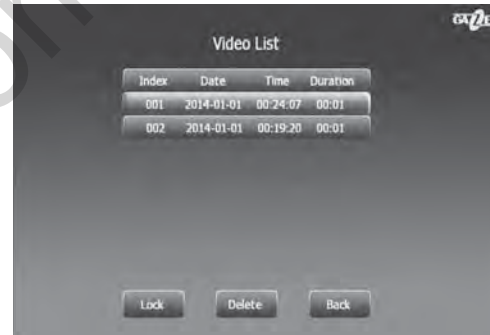 Video List
Index Date Time Duration
001 2014-01-01 00:24:07 00:01
002 2014-01-01 00:19:20 00:01
Lock Delete Back